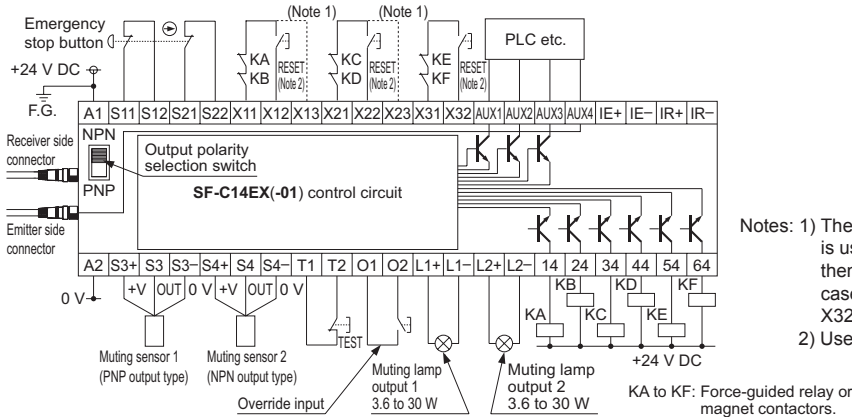 (Note 1) (Note 1)
Emergency
stop button
PLC etc.
KA
KB
RESET
(Note 2)
KC
KD
RESET
(Note 2)
KE
KF
RESET
(Note 2)
+24 V DC
F.G.
A1 S11 S12 S21 S22 X11 X12 X13 X21 X22 X23 X31 X32 AUX1 AUX2 AUX3 AUX4 IE+ IE− IR+ IR−
Receiver side
connector
NPN
PNP
Output polarity
selection switch
SF-C14EX(-01) control circuit
Emitter side
connector
Notes: 1) The
is us
then
case
X32
2) Use
A2 S3+ S3 S3− S4+ S4 S4− T1 T2 O1 O2 L1+ L1− L2+ L2− 14 24 34 44 54 64
0 V
+V OUT 0 V +V OUT 0 V
KB KD KF
KA KC KE
TEST
+24 V DC
Muting sensor 1
(PNP output type)
Muting sensor 2
(NPN output type)
Override input
Muting lamp
output 1
3.6 to 30 W
Muting lamp
output 2
3.6 to 30 W
KA to KF: Force-guided relay or
magnet contactors.